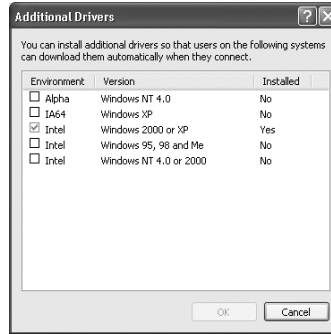 Additional Drivers
You can install additional drivers so that users on the following systems
can download them automatically when they connect.
Environment Version Installed
Alpha Windows NT 4.0 No
IA64 Windows XP No
Intel Windows 2000 or XP Yes
Intel Windows 95, 98 and Me No
Intel Windows NT 4.0 or 2000 No
OK Cancel